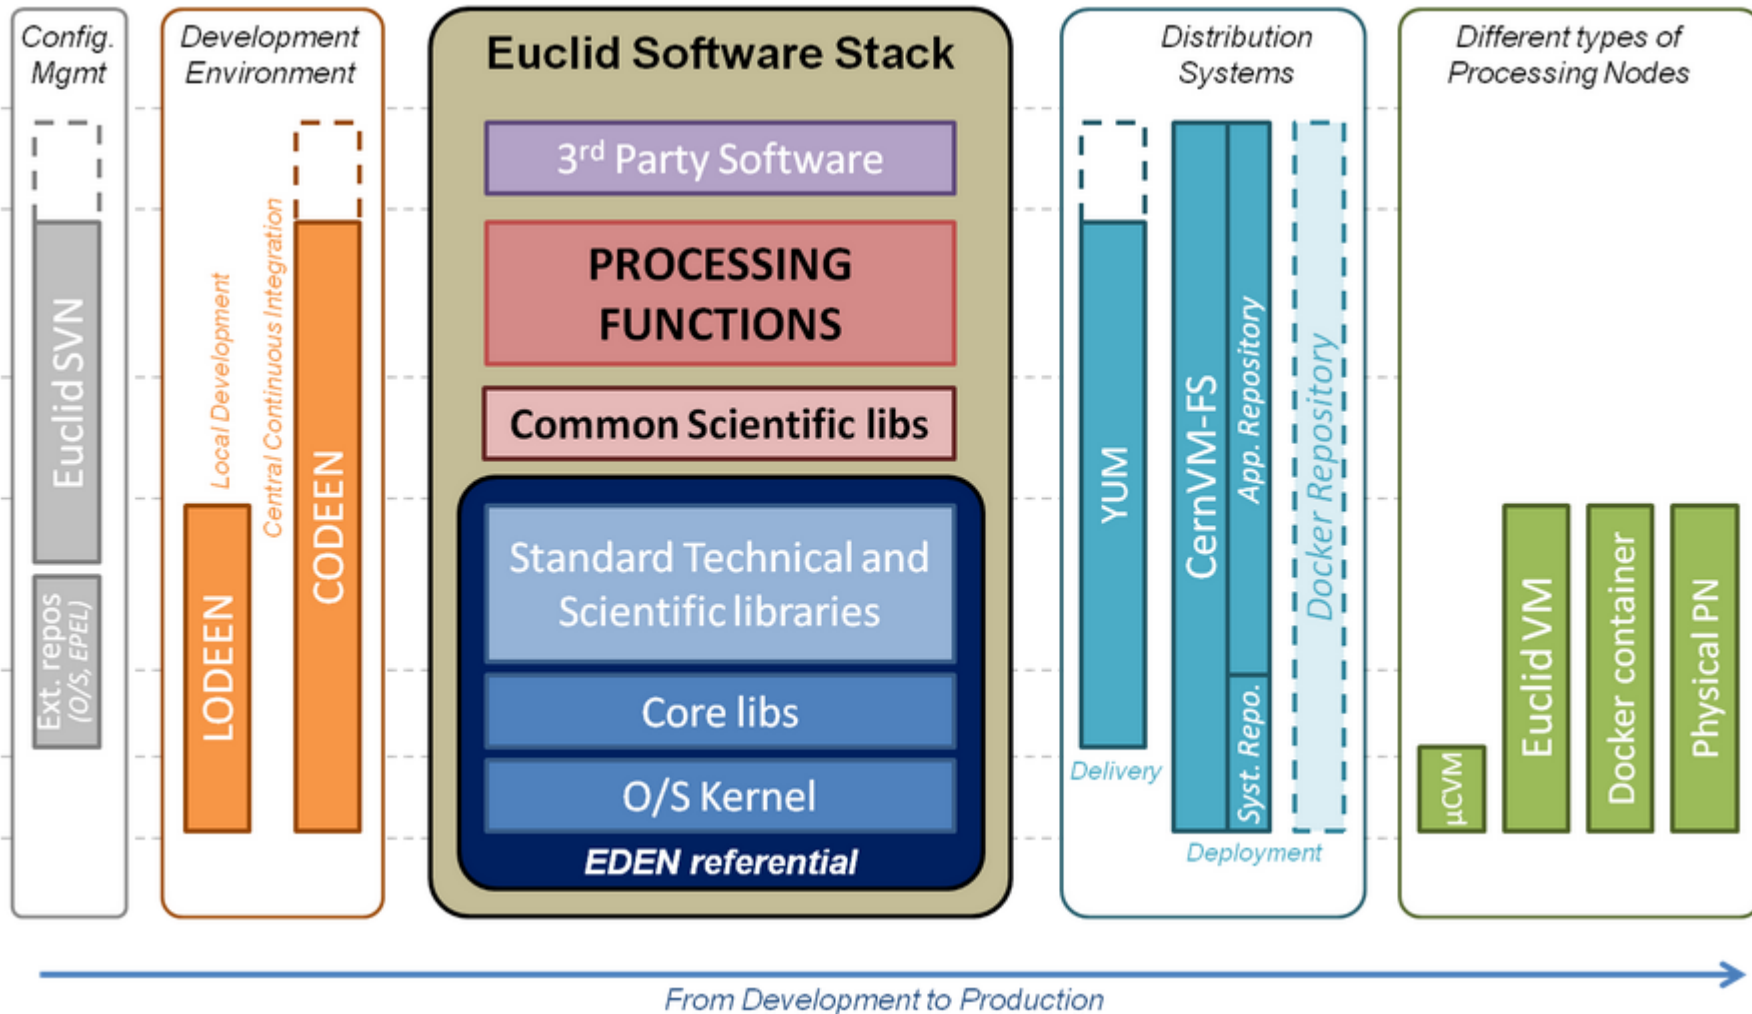 Config.
Mgmt
Euclid SVN
Ext. repos
(O/S, EPEL)
Development
Environment
Local Development
Central Continuous Integration
LODEEN
CODEEN
Euclid Software Stack
3rd Party Software
PROCESSING
FUNCTIONS
Common Scientific libs
Standard Technical and
Scientific libraries
Core libs
O/S Kernel
EDEN referential
Distribution
Systems
YUM
Delivery
CernVM-FS
App. Repository
Syst. Repo.
Docker Repository
Deployment
Different types of
Processing Nodes
µCVM
Euclid VM
Docker container
Physical PN
From Development to Production